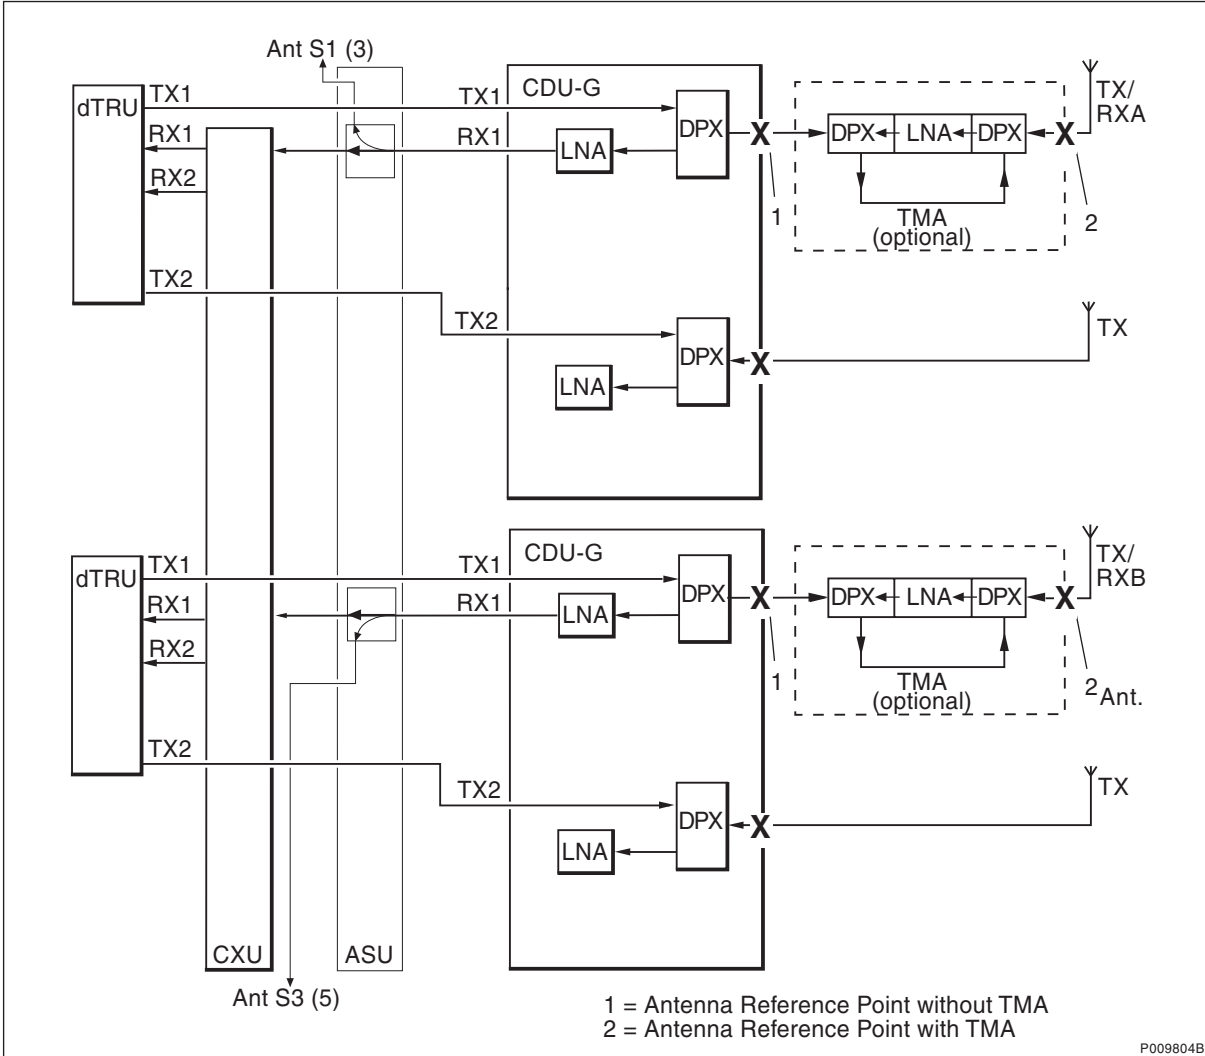 Ant S1 (3)
dTRU
TX1
RX1
RX2
TX2
TX1
RX1
TX2
CDU-G
DPX
LNA
DPX
LNA
X
1
DPX
LNA
DPX
TMA
(optional)
X
2
TX/
RXA
X
TX
dTRU
TX1
RX1
RX2
TX2
TX1
RX1
TX2
CDU-G
DPX
LNA
DPX
LNA
X
1
DPX
LNA
DPX
TMA
(optional)
X
2
Ant.
TX/
RXB
X
TX
CXU
ASU
Ant S3 (5)
1 = Antenna Reference Point without TMA
2 = Antenna Reference Point with TMA
P009804B